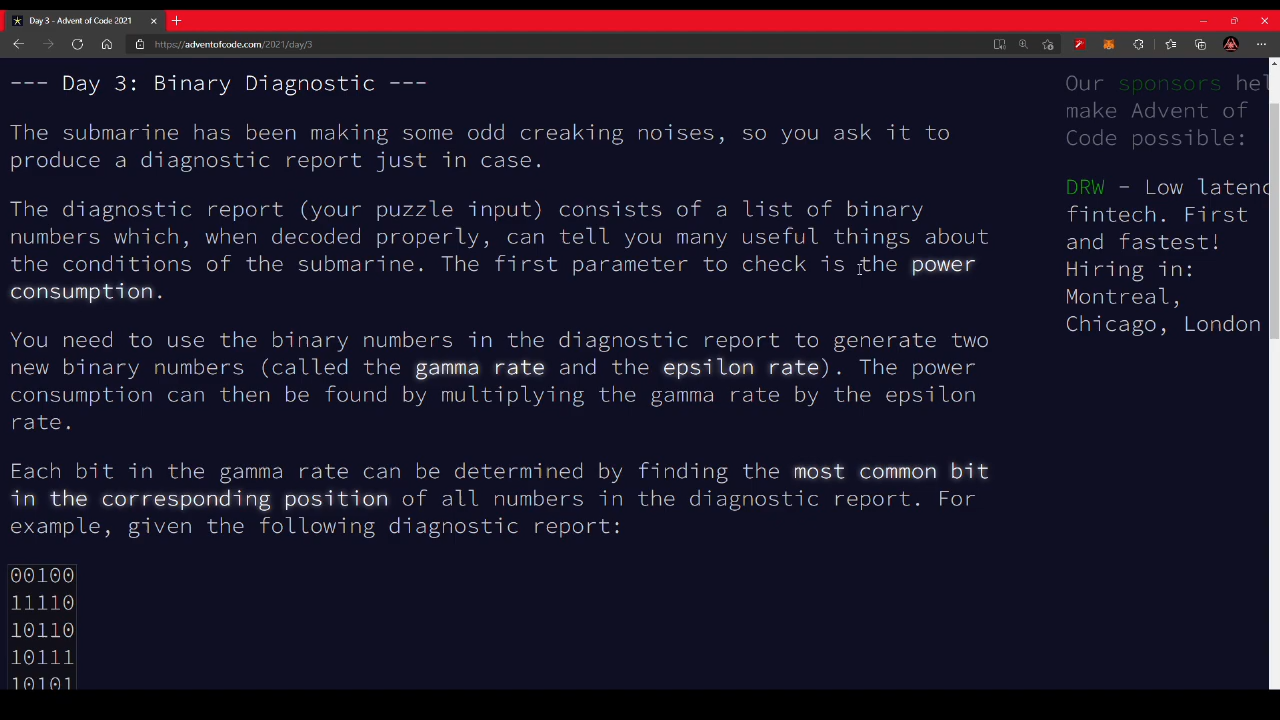 Day 3 - Advent of Code 2021
https://adventofcode.com/2021/day/3
--- Day 3: Binary Diagnostic ---
The submarine has been making some odd creaking noises, so you ask it to
produce a diagnostic report just in case.
The diagnostic report (your puzzle input) consists of a list of binary
numbers which, when decoded properly, can tell you many useful things about
the conditions of the submarine. The first parameter to check is the power
consumption.
You need to use the binary numbers in the diagnostic report to generate two
new binary numbers (called the gamma rate and the epsilon rate). The power
consumption can then be found by multiplying the gamma rate by the epsilon
rate.
Each bit in the gamma rate can be determined by finding the most common bit
in the corresponding position of all numbers in the diagnostic report. For
example, given the following diagnostic report:
00100
11110
10110
10111
10101
Our sponsors hel
make Advent of
Code possible:
DRW - Low latenc
fintech. First
and fastest!
Hiring in:
Montreal,
Chicago, London